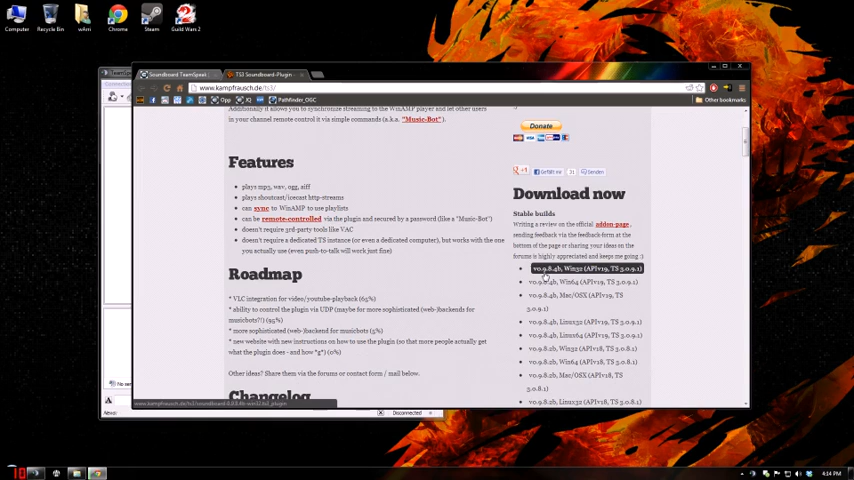 Computer
Recycle Bin
wArri
Chrome
Steam
Guild Wars 2
TeamSpeak
Soundboard TeamSpeak
TS3 Soundboard-Plugin -
www.kampfrausch.de/ts3/
Opp
IQ
Pathfinder_OGC
Other bookmarks
Additionally it allows you to synchronize streaming to the WinAMP player and let other users
in your channel remote control it via simple commands (a.k.a. "Music-Bot").
Features
• plays mp3, wav, ogg, aiff
• plays shoutcast/icecast http-streams
• can sync to WinAMP to use playlists
• can be remote-controlled via the plugin and secured by a password (like a "Music-Bot")
• doesn't require 3rd-party tools like VAC
• doesn't require a dedicated TS instance (or even a dedicated computer), but works with the one
you actually use (even push-to-talk will work just fine)
Roadmap
* VLC integration for video/youtube-playback (65%)
* ability to control the plugin via UDP (maybe for more sophisticated (web-)backends for
musicbots?!) (95%)
* more sophisticated (web-)backend for musicbots (5%)
* new website with new instructions on how to use the plugin (so that more people actually get
what the plugin does - and how *g*) (0%)
Other ideas? Share them via the forums or contact form / mail below.
Changelog
Donate
+1
Gefällt mir
31
Senden
Download now
Stable builds
Writing a review on the official addon-page,
sending feedback via the feedback-form at the
bottom of the page or sharing your ideas on the
forums is highly appreciated and keeps me going :)
• v0.9.8.4b, Win32 (APIv19, TS 3.0.9.1)
• v0.9.8.4b, Win64 (APIv19, TS 3.0.9.1)
• v0.9.8.4b, Mac/OSX (APIv19, TS
3.0.9.1)
• v0.9.8.4b, Linux32 (APIv19, TS 3.0.9.1)
• v0.9.8.4b, Linux64 (APIv19, TS 3.0.9.1)
• v0.9.8.2b, Win32 (APIv18, TS 3.0.8.1)
• v0.9.8.2b, Win64 (APIv18, TS 3.0.8.1)
• v0.9.8.2b, Mac/OSX (APIv18, TS
3.0.8.1)
• v0.9.8.2b, Linux32 (APIv18, TS 3.0.8.1)
No se
News:
Disconnected
4:14 PM